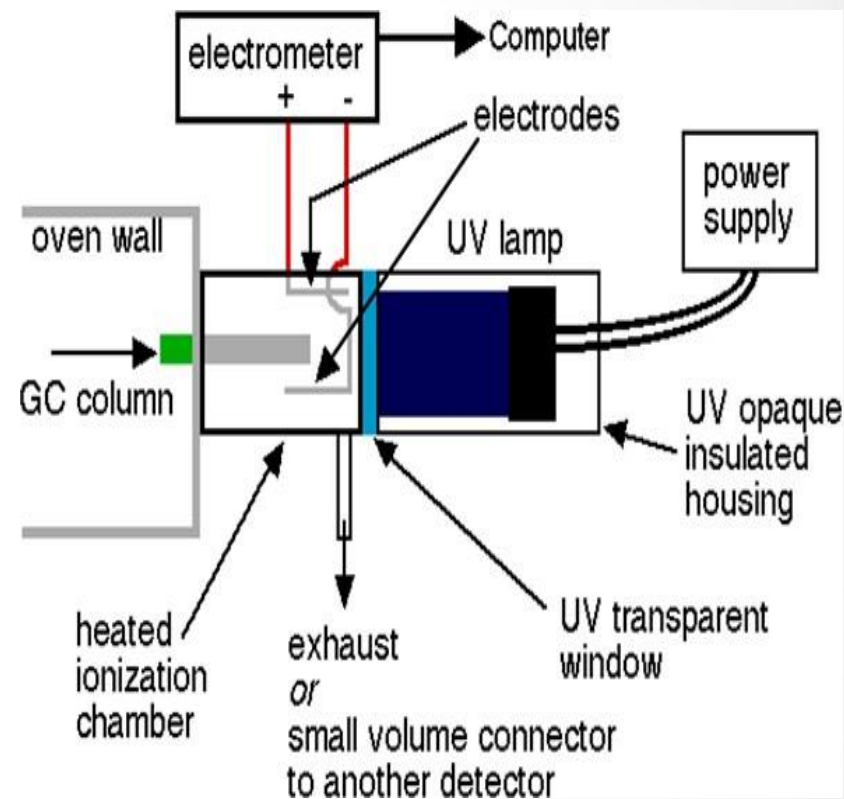 electrometer
+ -
Computer
electrodes
power
supply
oven wall
UV lamp
GC column
UV opaque
insulated
housing
heated
ionization
chamber
exhaust
or
small volume connector
to another detector
UV transparent
window